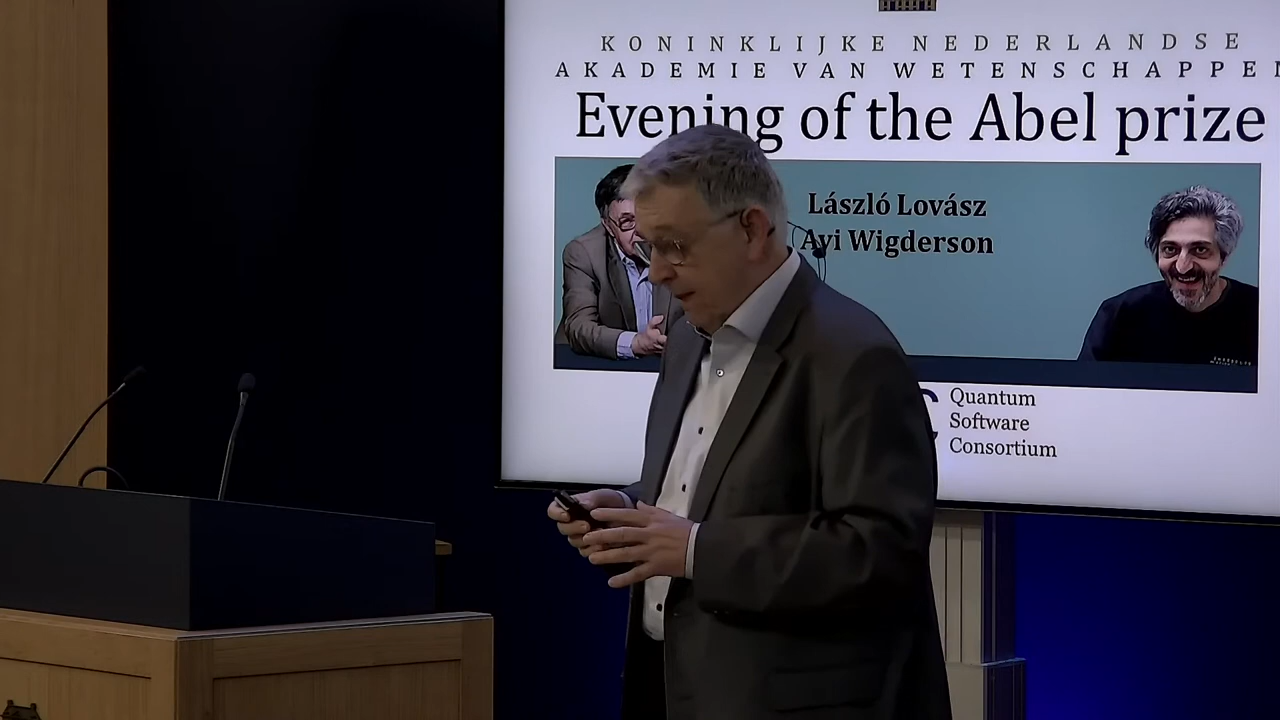 KONINKLIJKE NEDERLANDSE
AKADEMIE VAN WETENSCHAPPEN
Evening of the Abel prize
László Lovász
Avi Wigderson
Quantum
Software
Consortium